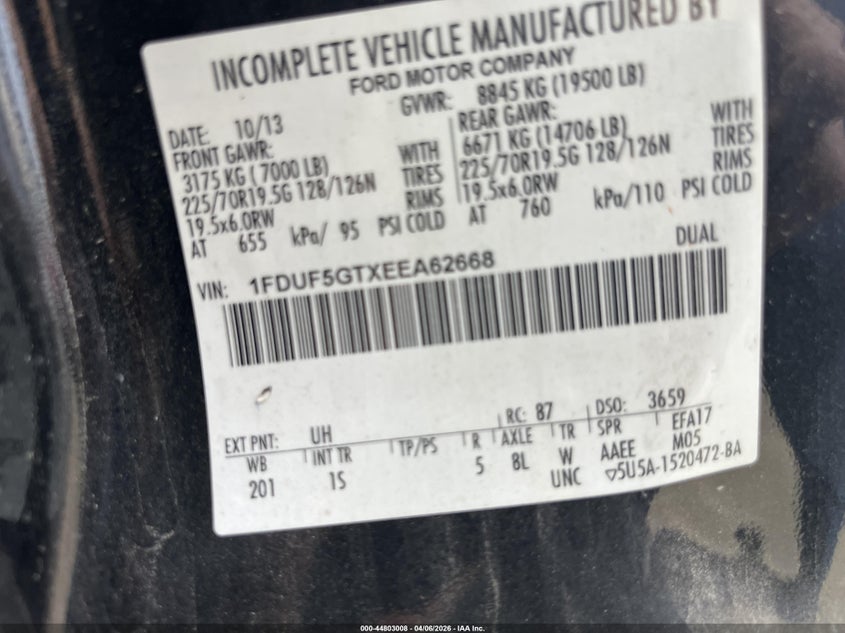 INCOMPLETE VEHICLE MANUFACTURED BY
FORD MOTOR COMPANY
DATE: 10/13
GVWR: 8845 KG (19500 LB)
FRONT GAWR:
3175 KG ( 7000 LB) WITH
225/70R19.5G 128/126N TIRES
19.5x6.0RW RIMS
AT 655 kPa/ 95 PSI COLD
REAR GAWR:
6671 KG (14706 LB) WITH
225/70R19.5G 128/126N TIRES
19.5x6.0RW RIMS
AT 760 kPa/110 PSI COLD
DUAL
VIN: 1FDUF5GTXEEA62668
EXT PNT: UH RC: 87 DSO: 3659
WB INT TR TP/PS R AXLE TR SPR EFA17
201 1S 5 8L W AAEE M05
UNC ▽5U5A-1520472-BA
000-44803008 - 04/06/2026 - IAA Inc.